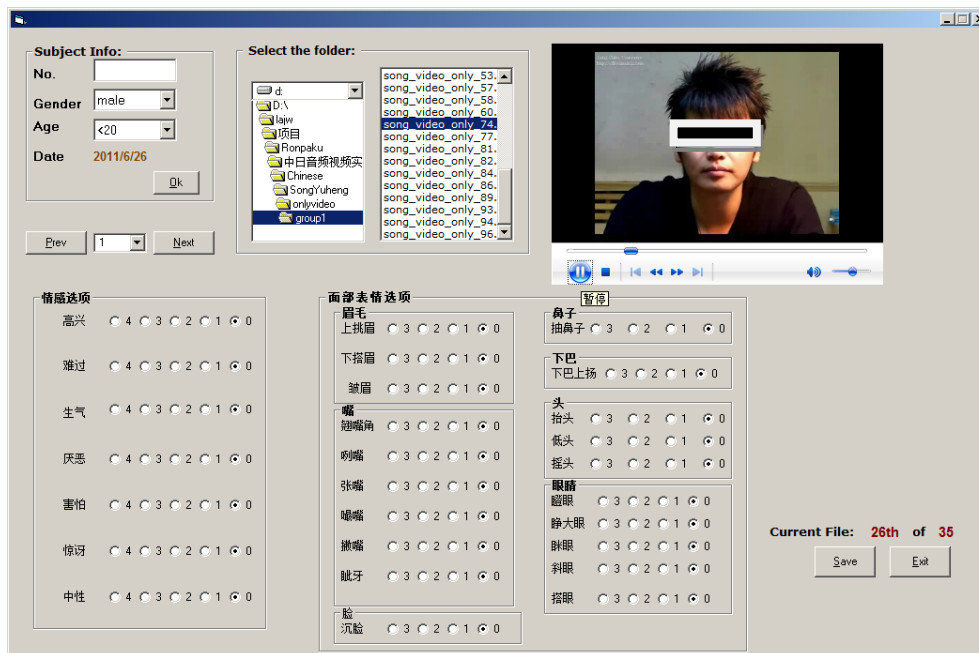 Subject Info:
No.
Gender male
Age <20
Date 2011/6/26
Ok
Prev 1 Next
Select the folder:
d:
D:\
lajw
项目
Ronpaku
中日音频视频实
Chinese
SongYuheng
onlyvideo
group1
song_video_only_53.
song_video_only_57.
song_video_only_58.
song_video_only_60.
song_video_only_74.
song_video_only_77.
song_video_only_81.
song_video_only_82.
song_video_only_84.
song_video_only_86.
song_video_only_89.
song_video_only_93.
song_video_only_94.
song_video_only_96.
暂停
情感选项
高兴 4 3 2 1 0
难过 4 3 2 1 0
生气 4 3 2 1 0
厌恶 4 3 2 1 0
害怕 4 3 2 1 0
惊讶 4 3 2 1 0
中性 4 3 2 1 0
面部表情选项
眉毛
上挑眉 3 2 1 0
下搭眉 3 2 1 0
皱眉 3 2 1 0
嘴
翘嘴角 3 2 1 0
咧嘴 3 2 1 0
张嘴 3 2 1 0
嘬嘴 3 2 1 0
撇嘴 3 2 1 0
呲牙 3 2 1 0
脸
沉脸 3 2 1 0
鼻子
抽鼻子 3 2 1 0
下巴
下巴上扬 3 2 1 0
头
抬头 3 2 1 0
低头 3 2 1 0
摇头 3 2 1 0
眼睛
瞪眼 3 2 1 0
睁大眼 3 2 1 0
眯眼 3 2 1 0
斜眼 3 2 1 0
搭眼 3 2 1 0
Current File: 26th of 35
Save Exit